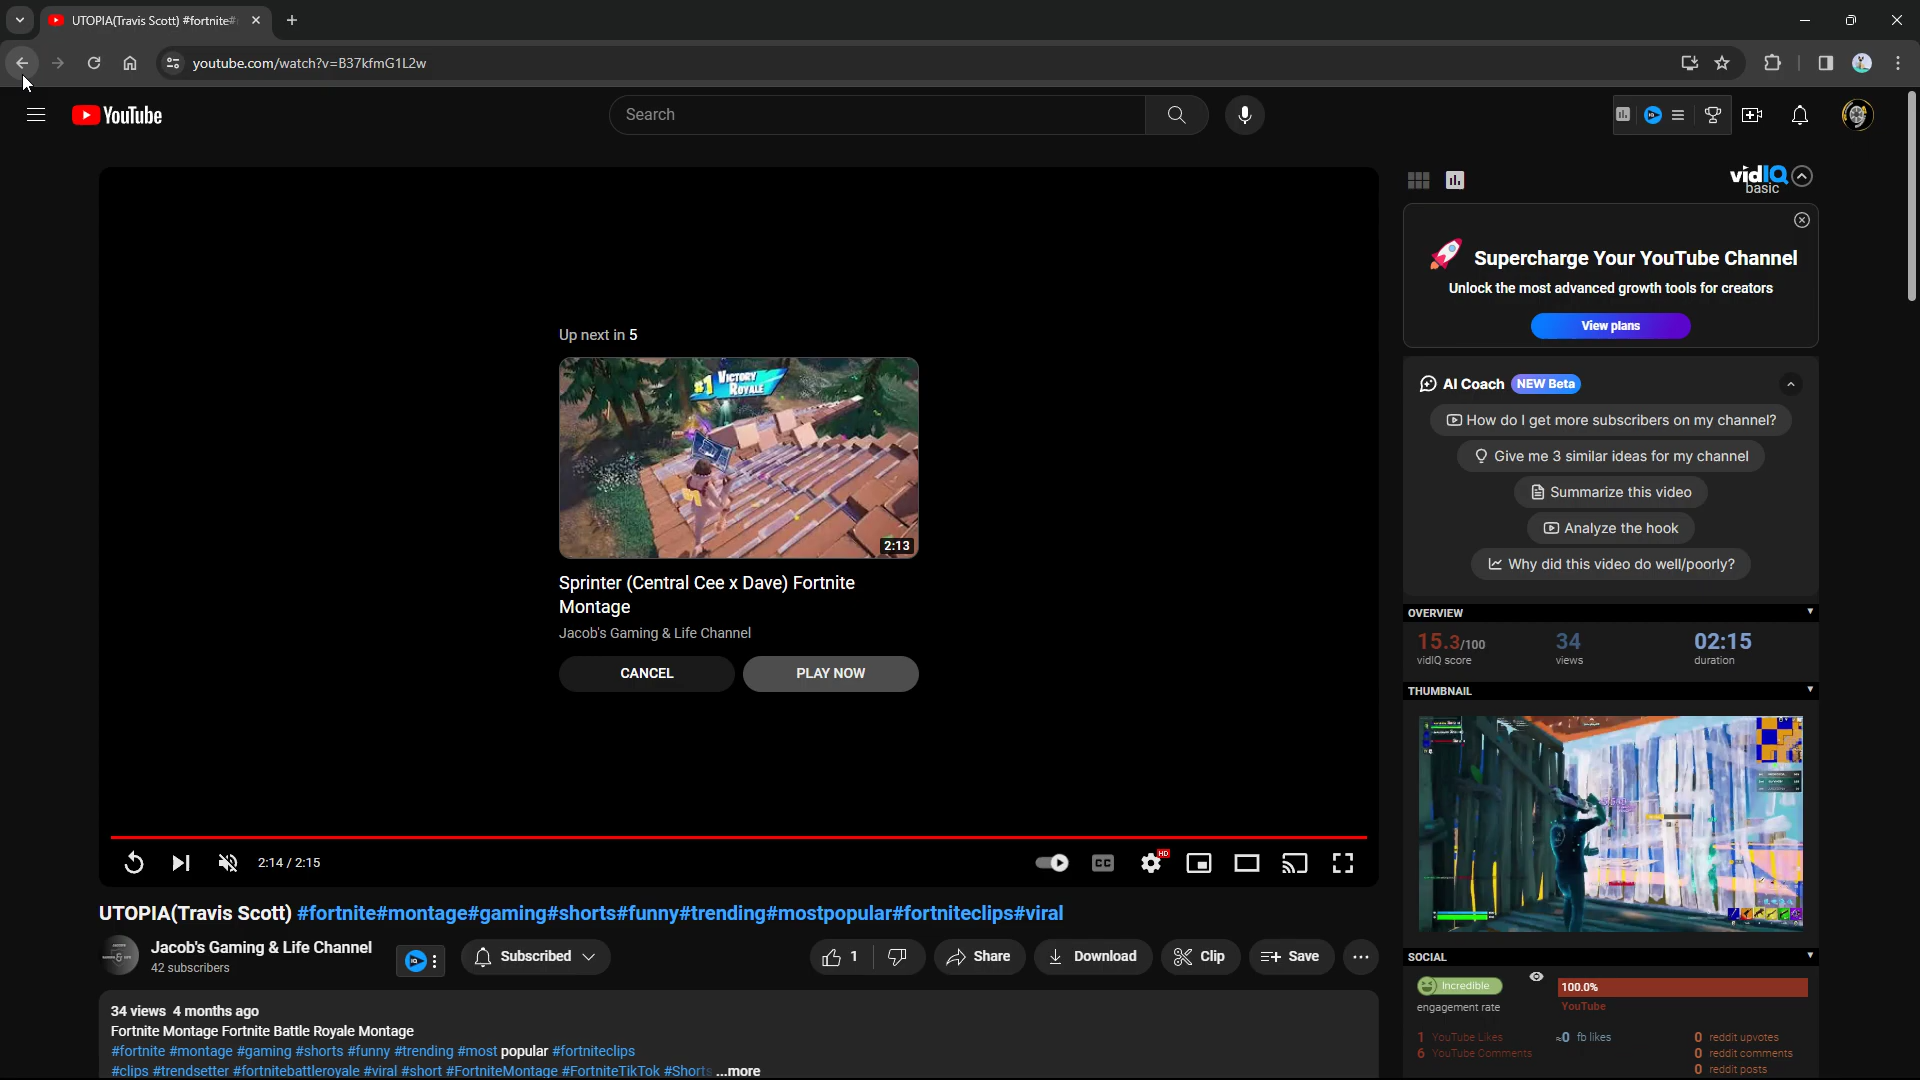 UTOPIA(Travis Scott) #fortnite#
youtube.com/watch?v=B37kfmG1L2w
YouTube
Search
Up next in 5
#1 VICTORY ROYALE
2:13
Sprinter (Central Cee x Dave) Fortnite
Montage
Jacob's Gaming & Life Channel
CANCEL
PLAY NOW
2:14 / 2:15
CC
HD
UTOPIA(Travis Scott) #fortnite#montage#gaming#shorts#funny#trending#mostpopular#fortniteclips#viral
Jacob's Gaming & Life Channel
42 subscribers
Subscribed
1
Share
Download
Clip
Save
34 views 4 months ago
Fortnite Montage Fortnite Battle Royale Montage
#fortnite #montage #gaming #shorts #funny #trending #most popular #fortniteclips
#clips #trendsetter #fortnitebattleroyale #viral #short #FortniteMontage #FortniteTikTok #Shorts ...more
vidIQ
basic
Supercharge Your YouTube Channel
Unlock the most advanced growth tools for creators
View plans
AI Coach NEW Beta
How do I get more subscribers on my channel?
Give me 3 similar ideas for my channel
Summarize this video
Analyze the hook
Why did this video do well/poorly?
OVERVIEW
15.3/100 34 02:15
vidIQ score views duration
THUMBNAIL
SOCIAL
Incredible 100.0%
engagement rate YouTube
1 YouTube Likes ≈0 fb likes 0 reddit upvotes
6 YouTube Comments 0 reddit comments
0 reddit posts